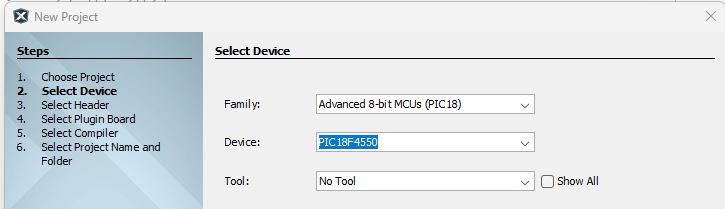 New Project
Steps
1. Choose Project
2. Select Device
3. Select Header
4. Select Plugin Board
5. Select Compiler
6. Select Project Name and
Folder
Select Device
Family: Advanced 8-bit MCUs (PIC18)
Device: PIC18F4550
Tool: No Tool Show All